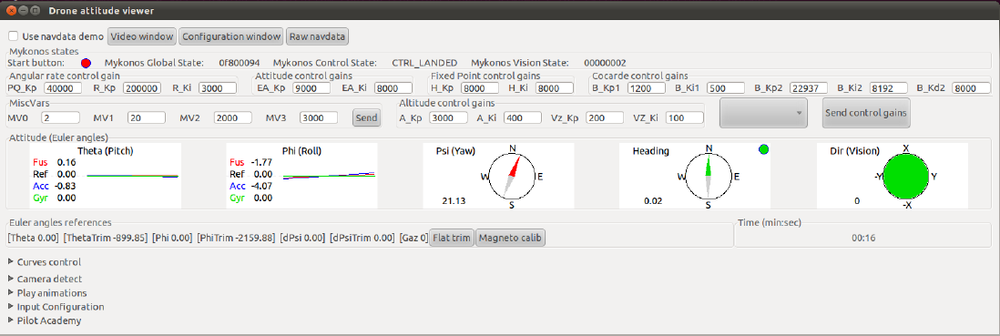 Drone attitude viewer
Use navdata demo Video window Configuration window Raw navdata
Mykonos states
Start button: Mykonos Global State: 0f800094 Mykonos Control State: CTRL_LANDED Mykonos Vision State: 00000002
Angular rate control gain Attitude control gains Fixed Point control gains Cocarde control gains
PQ_Kp 40000 R_Kp 200000 R_Ki 3000 EA_Kp 9000 EA_Ki 8000 H_Kp 8000 H_Ki 8000 B_Kp1 1200 B_Ki1 500 B_Kp2 22937 B_Ki2 8192 B_Kd2 8000
MiscVars Altitude control gains
MV0 2 MV1 20 MV2 2000 MV3 3000 Send A_Kp 3000 A_Ki 400 Vz_Kp 200 VZ_Ki 100 Send control gains
Attitude (Euler angles)
Theta (Pitch) Phi (Roll) Psi (Yaw) N Heading N Dir (Vision) X
Fus 0.16 Fus -1.77
Ref 0.00 Ref 0.00 W E W E -Y Y
Acc -0.83 Acc -4.07
Gyr 0.00 Gyr 0.00 21.13 S 0.02 S 0 -X
Euler angles references Time (min:sec)
[Theta 0.00] [ThetaTrim -899.85] [Phi 0.00] [PhiTrim -2159.88] [dPsi 0.00] [dPsiTrim 0.00] [Gaz 0] Flat trim Magneto calib 00:16
Curves control
Camera detect
Play animations
Input Configuration
Pilot Academy